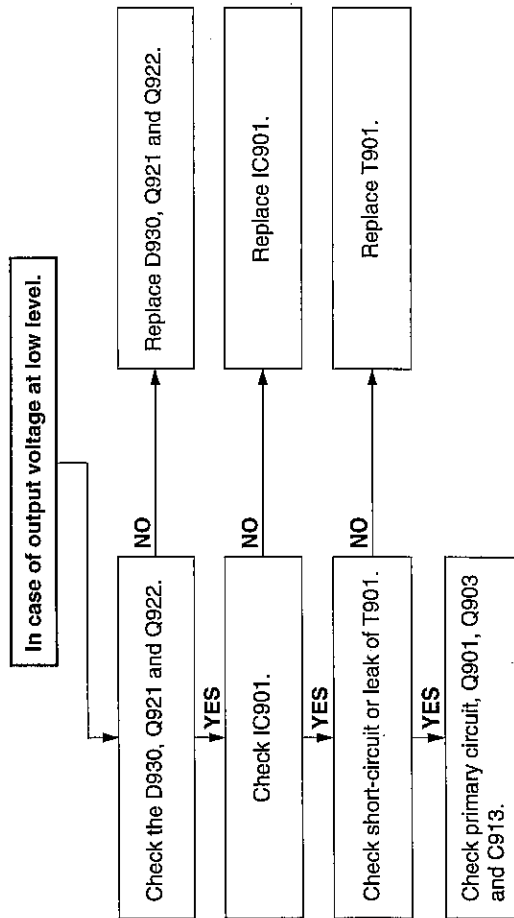 In case of output voltage at low level.
Check the D930, Q921 and Q922.
NO
Replace D930, Q921 and Q922.
YES
Check IC901.
NO
Replace IC901.
YES
Check short-circuit or leak of T901.
NO
Replace T901.
YES
Check primary circuit, Q901, Q903
and C913.